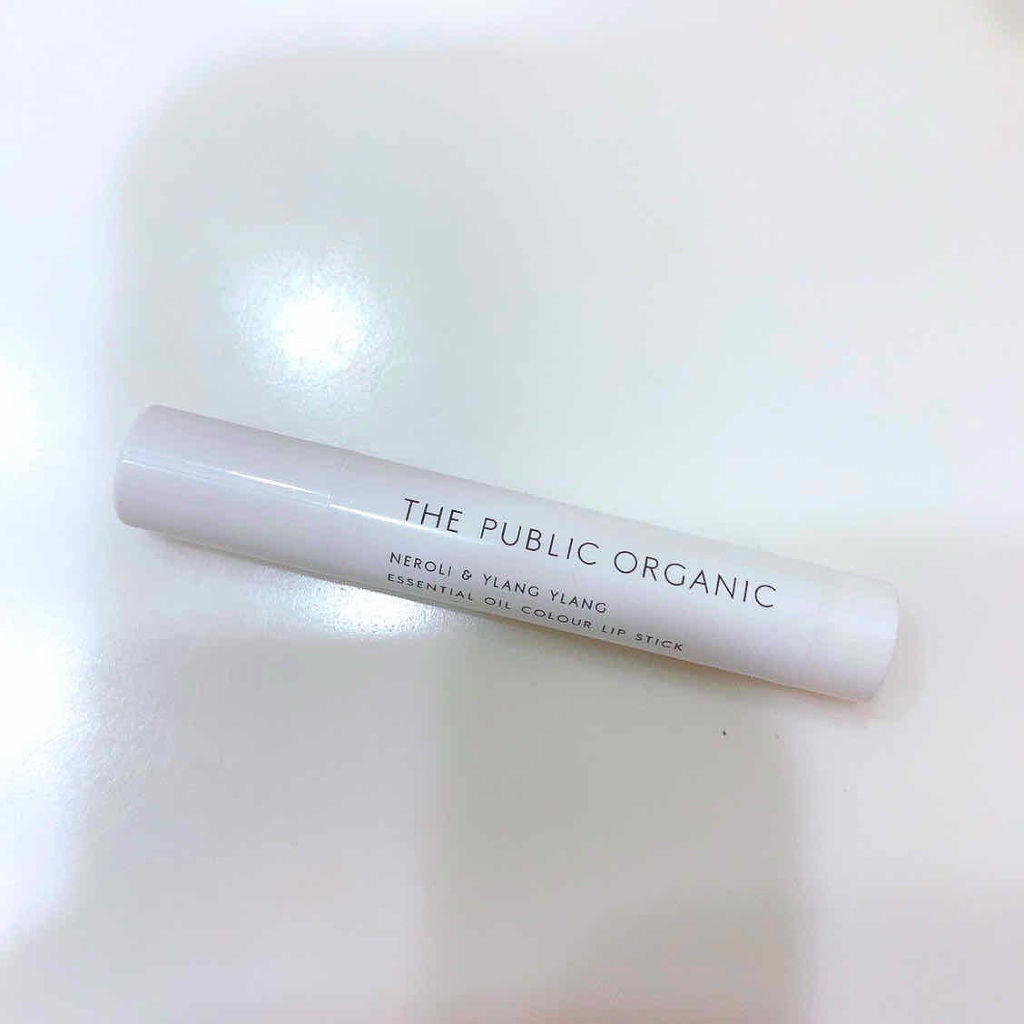 THE PUBLIC ORGANIC
NEROLI & YLANG YLANG
ESSENTIAL OIL COLOUR LIP STICK